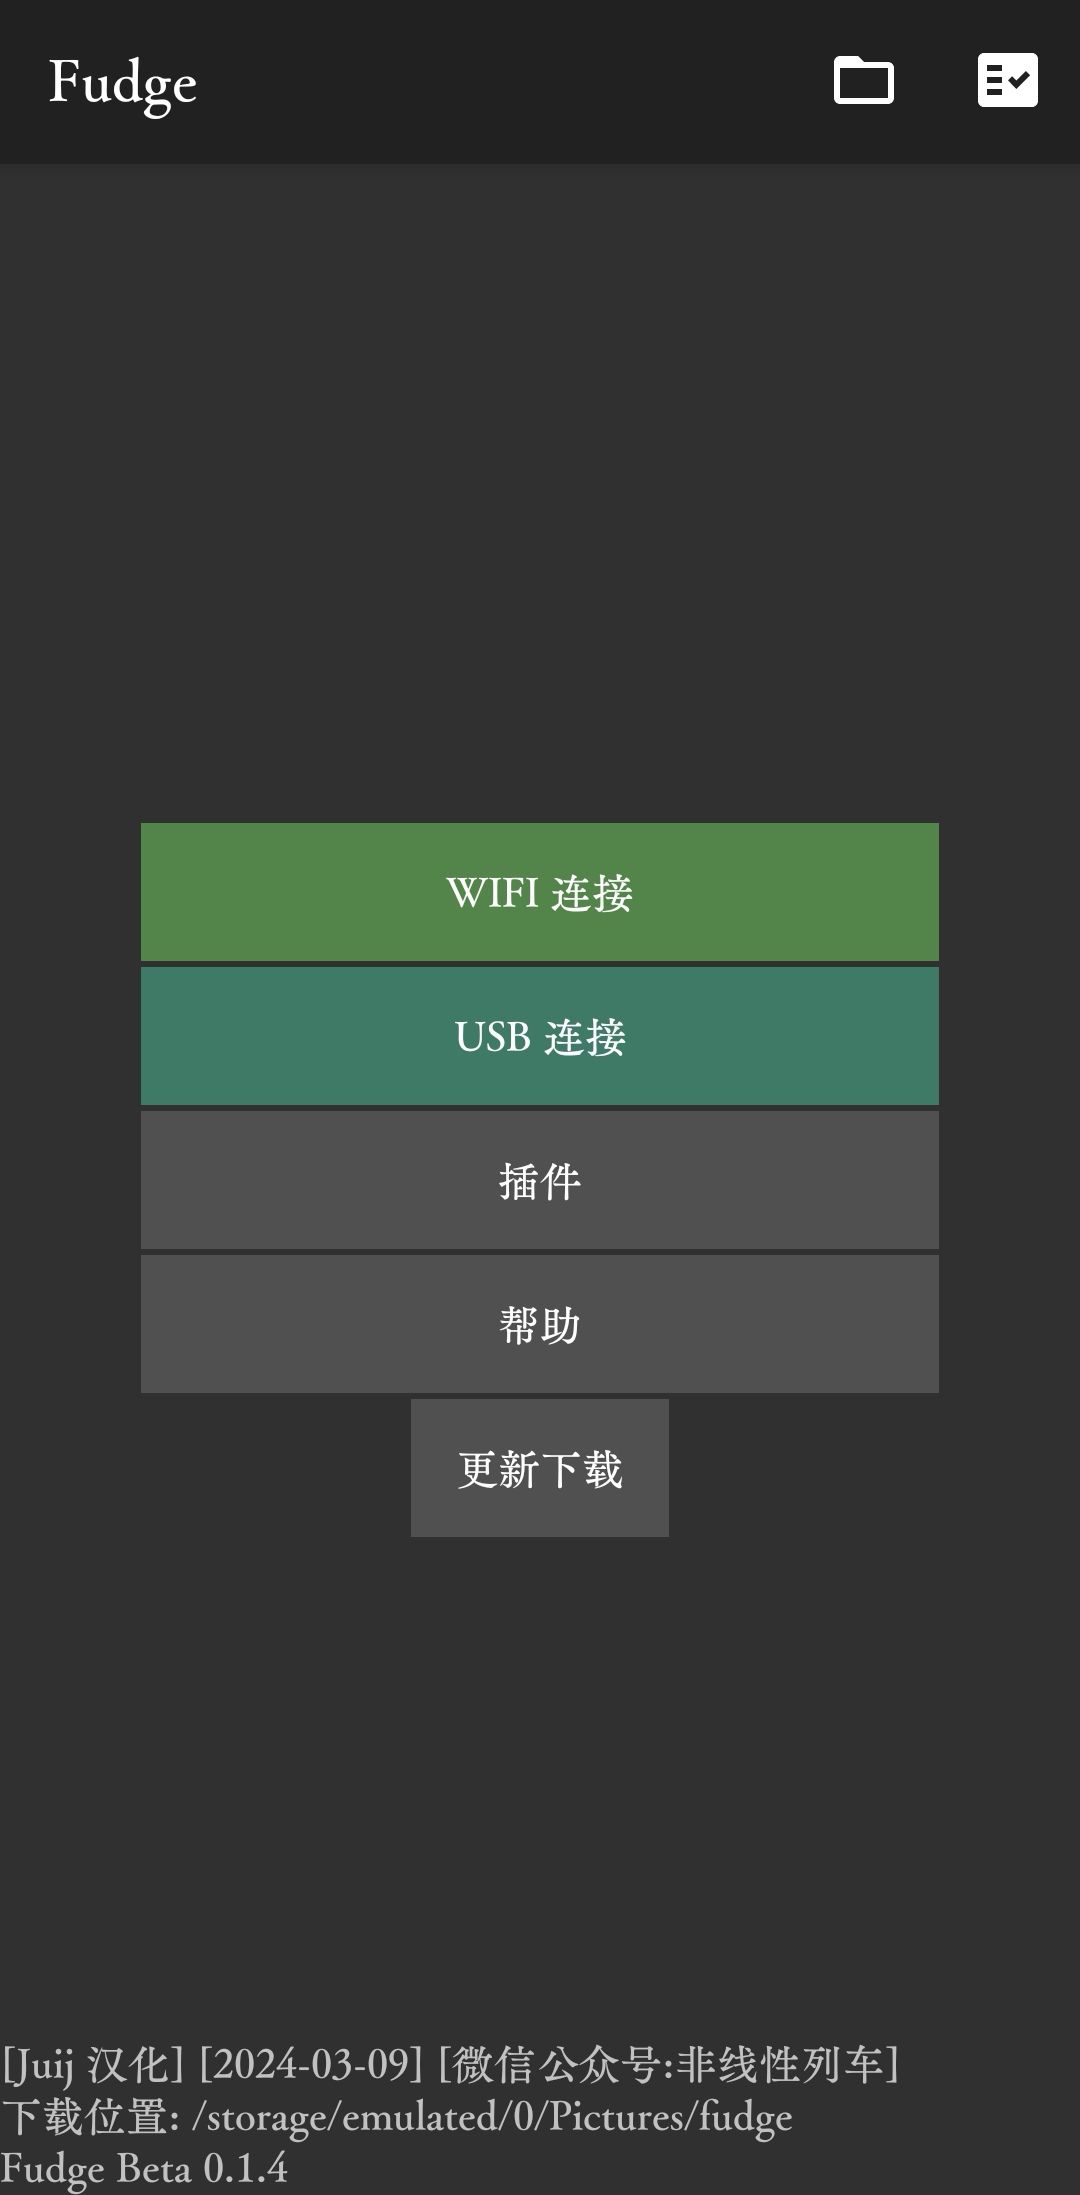 Fudge
WIFI 连接
USB 连接
插件
帮助
更新下载
[Juij 汉化] [2024-03-09] [微信公众号:非线性列车]
下载位置: /storage/emulated/0/Pictures/fudge
Fudge Beta 0.1.4